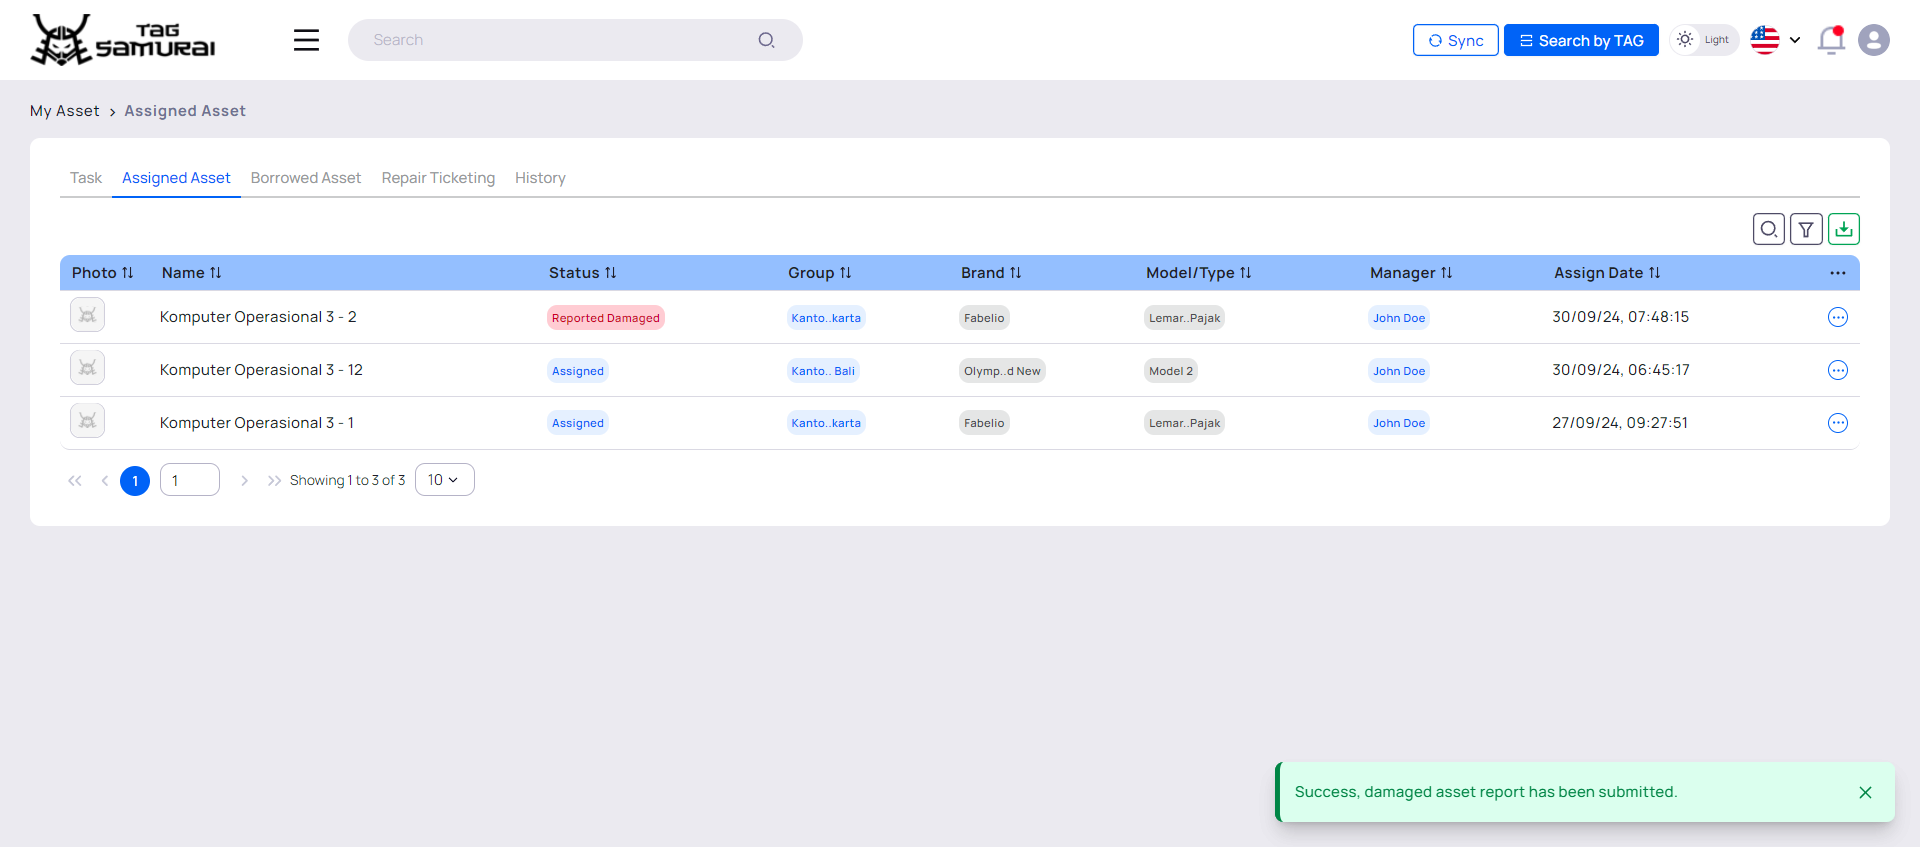 TAG SAMURAI
Search
Sync
Search by TAG
Light
My Asset > Assigned Asset
Task Assigned Asset Borrowed Asset Repair Ticketing History
Photo Name Status Group Brand Model/Type Manager Assign Date
Komputer Operasional 3 - 2 Reported Damaged Kanto..karta Fabelio Lemar..Pajak John Doe 30/09/24, 07:48:15
Komputer Operasional 3 - 12 Assigned Kanto.. Bali Olymp..d New Model 2 John Doe 30/09/24, 06:45:17
Komputer Operasional 3 - 1 Assigned Kanto..karta Fabelio Lemar..Pajak John Doe 27/09/24, 09:27:51
1 1 Showing 1 to 3 of 3 10
Success, damaged asset report has been submitted.